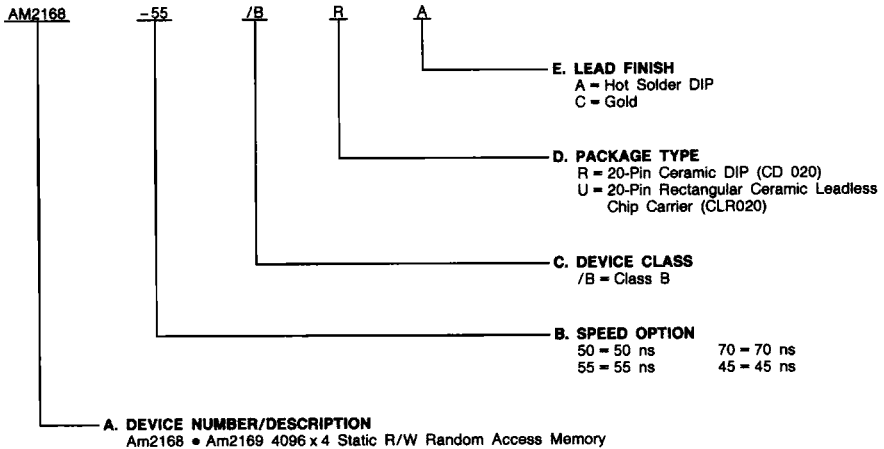 AM2168 -55 /B R A
E. LEAD FINISH
A = Hot Solder DIP
C = Gold
D. PACKAGE TYPE
R = 20-Pin Ceramic DIP (CD 020)
U = 20-Pin Rectangular Ceramic Leadless
Chip Carrier (CLR020)
C. DEVICE CLASS
/B = Class B
B. SPEED OPTION
50 = 50 ns 70 = 70 ns
55 = 55 ns 45 = 45 ns
A. DEVICE NUMBER/DESCRIPTION
Am2168 • Am2169 4096 x 4 Static R/W Random Access Memory